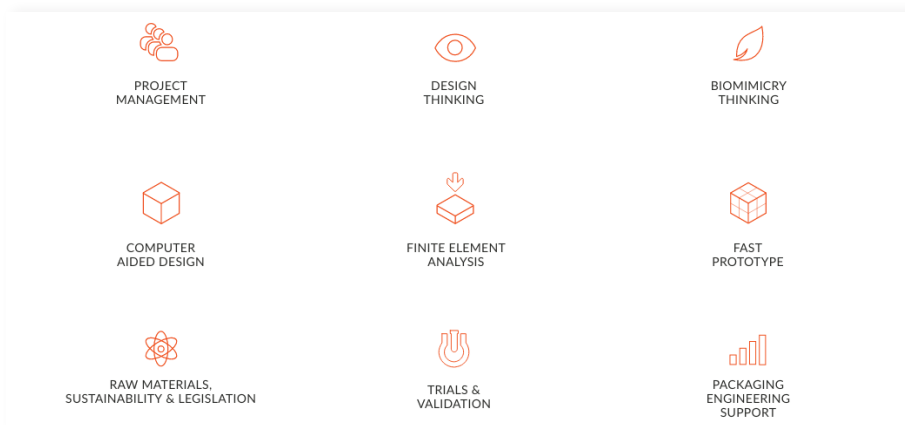 PROJECT
MANAGEMENT
DESIGN
THINKING
BIOMIMICRY
THINKING
COMPUTER
AIDED DESIGN
FINITE ELEMENT
ANALYSIS
FAST
PROTOTYPE
RAW MATERIALS,
SUSTAINABILITY & LEGISLATION
TRIALS &
VALIDATION
PACKAGING
ENGINEERING
SUPPORT